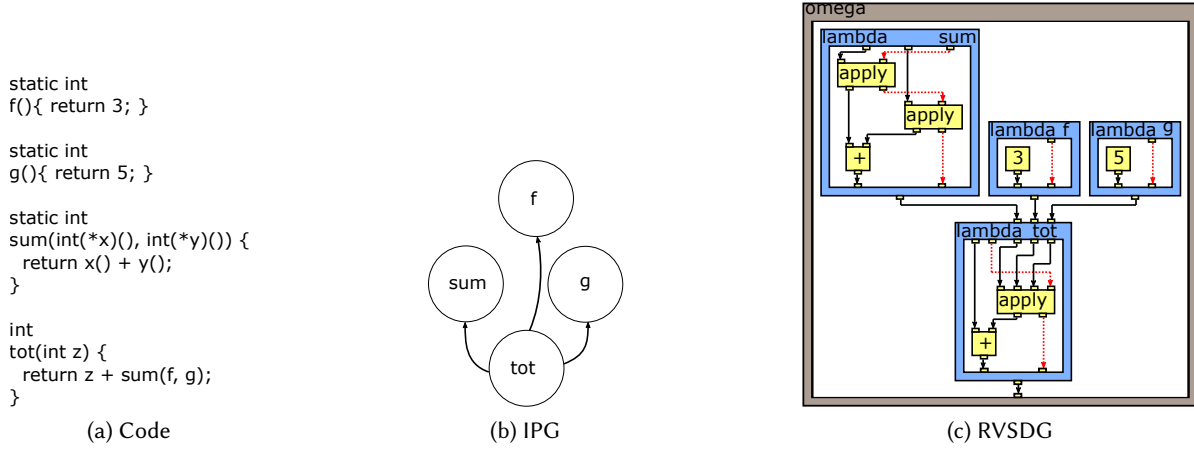 static int
f(){ return 3; }
static int
g(){ return 5; }
static int
sum(int(*x)(), int(*y)()) {
return x() + y();
}
int
tot(int z) {
return z + sum(f, g);
}
(a) Code
f
sum
g
tot
(b) IPG
omega
lambda sum
apply
apply
+
lambda f
3
lambda g
5
lambda tot
apply
+
(c) RVSDG